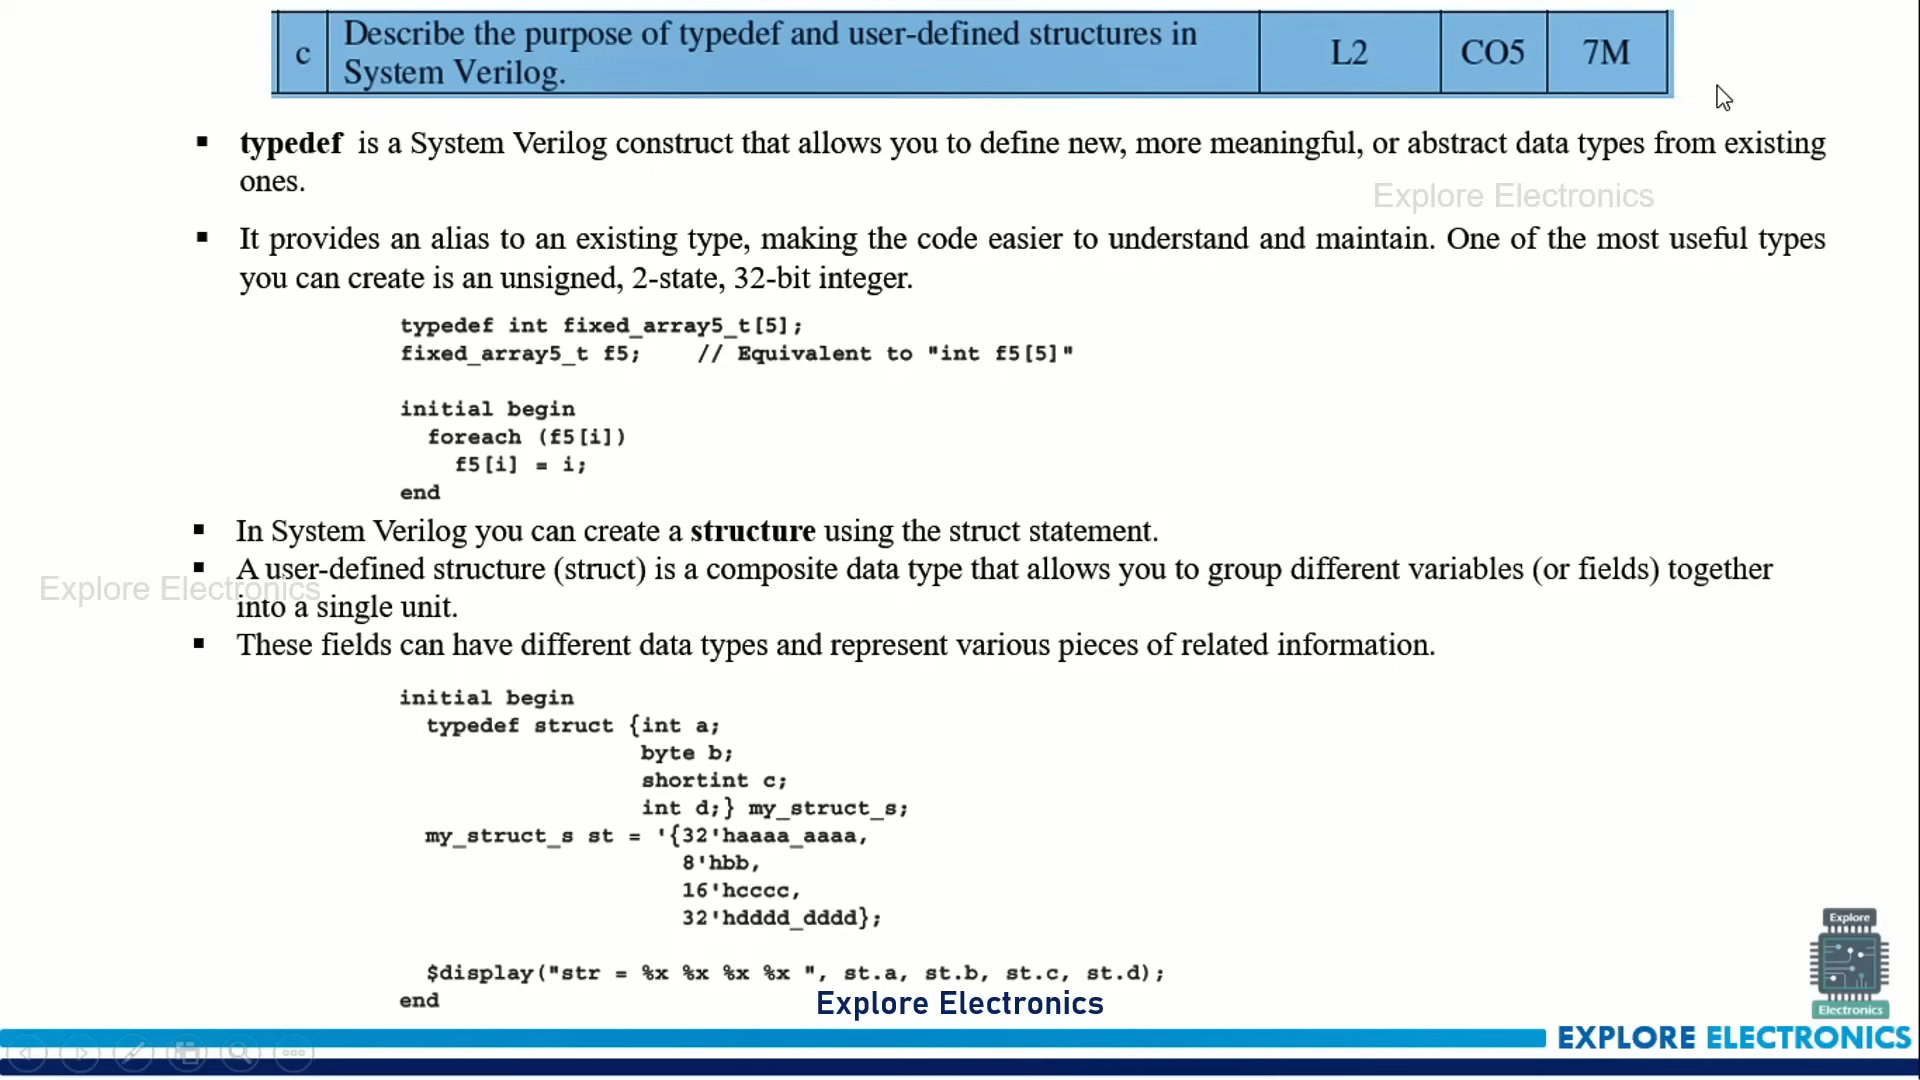 c Describe the purpose of typedef and user-defined structures in L2 CO5 7M
System Verilog.
▪ typedef is a System Verilog construct that allows you to define new, more meaningful, or abstract data types from existing
ones.
Explore Electronics
▪ It provides an alias to an existing type, making the code easier to understand and maintain. One of the most useful types
you can create is an unsigned, 2-state, 32-bit integer.
typedef int fixed_array5_t[5];
fixed_array5_t f5;    // Equivalent to "int f5[5]"
initial begin
  foreach (f5[i])
    f5[i] = i;
end
▪ In System Verilog you can create a structure using the struct statement.
▪ A user-defined structure (struct) is a composite data type that allows you to group different variables (or fields) together
Explore Electronics
into a single unit.
▪ These fields can have different data types and represent various pieces of related information.
initial begin
  typedef struct {int a;
                  byte b;
                  shortint c;
                  int d;} my_struct_s;
  my_struct_s st = '{32'haaaa_aaaa,
                     8'hbb,
                     16'hcccc,
                     32'hdddd_dddd};
  $display("str = %x %x %x %x ", st.a, st.b, st.c, st.d);
end
Explore Electronics
Explore
Electronics
EXPLORE ELECTRONICS